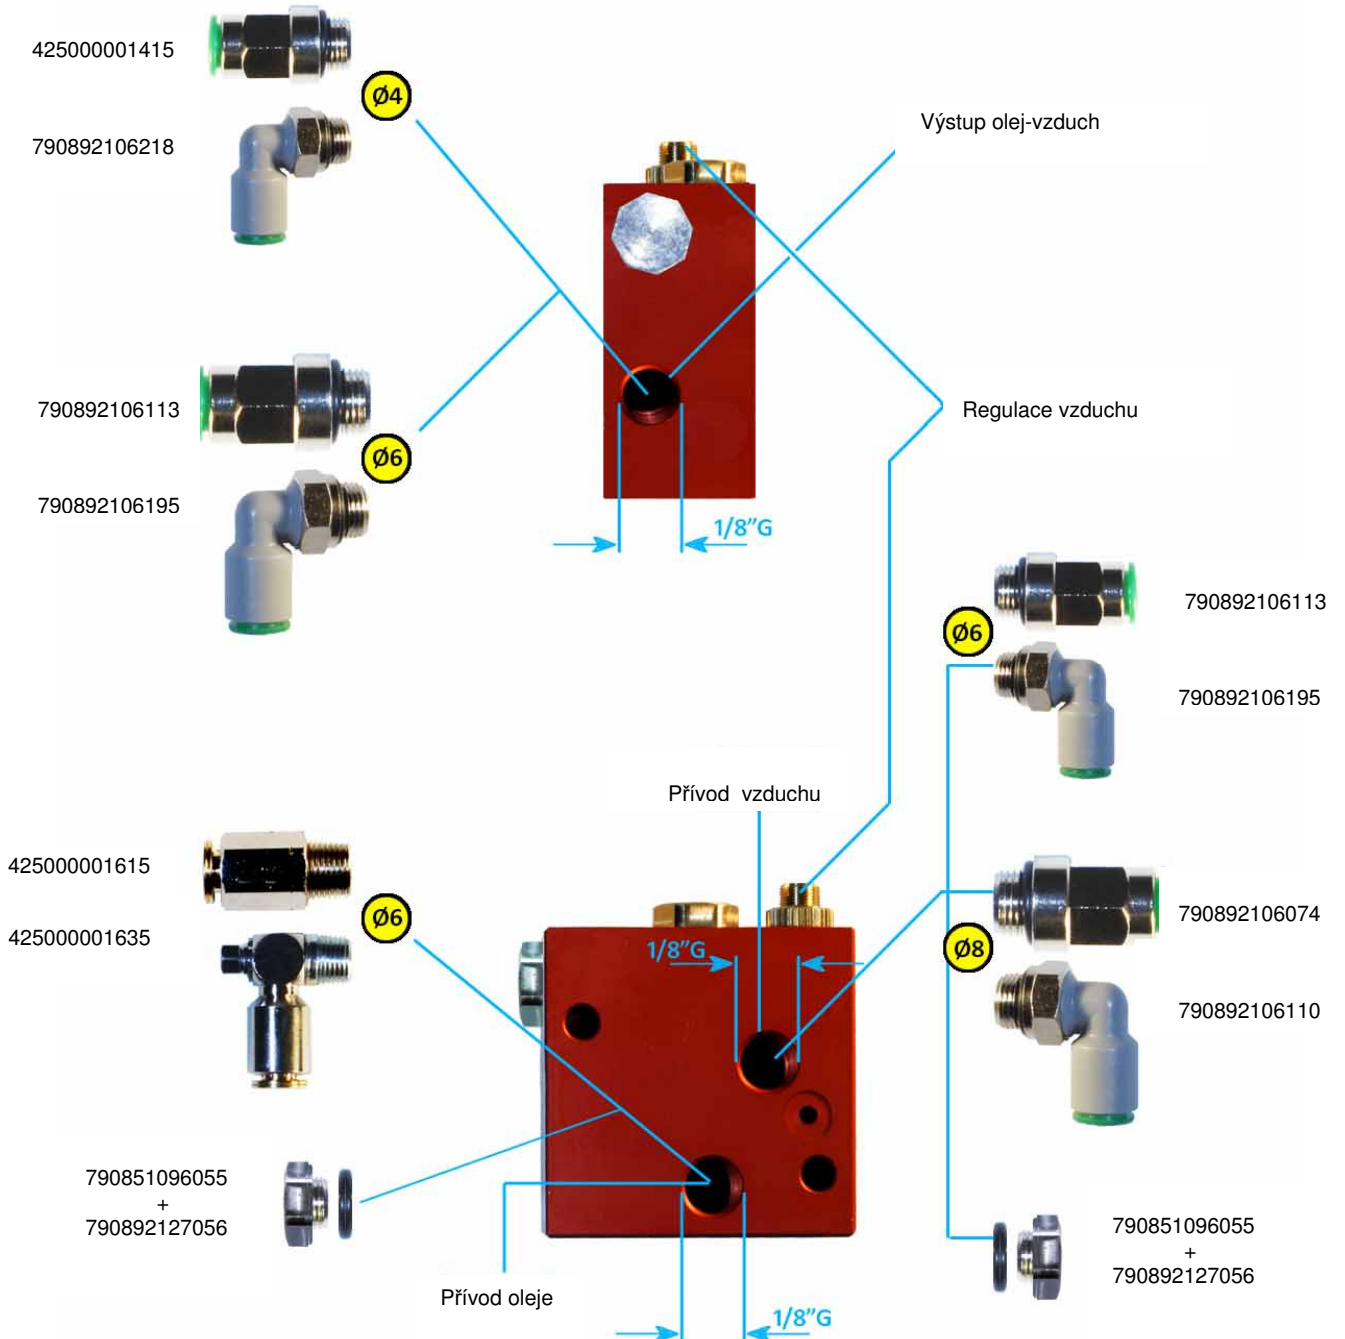 425000001415
Ø4
790892106218
Výstup olej-vzduch
790892106113
Ø6
790892106195
Regulace vzduchu
1/8”G
790892106113
Ø6
790892106195
Přívod vzduchu
425000001615
Ø6
425000001635
790892106074
Ø8
1/8”G
790892106110
790851096055
+
790892127056
790851096055
+
790892127056
Přívod oleje
1/8”G